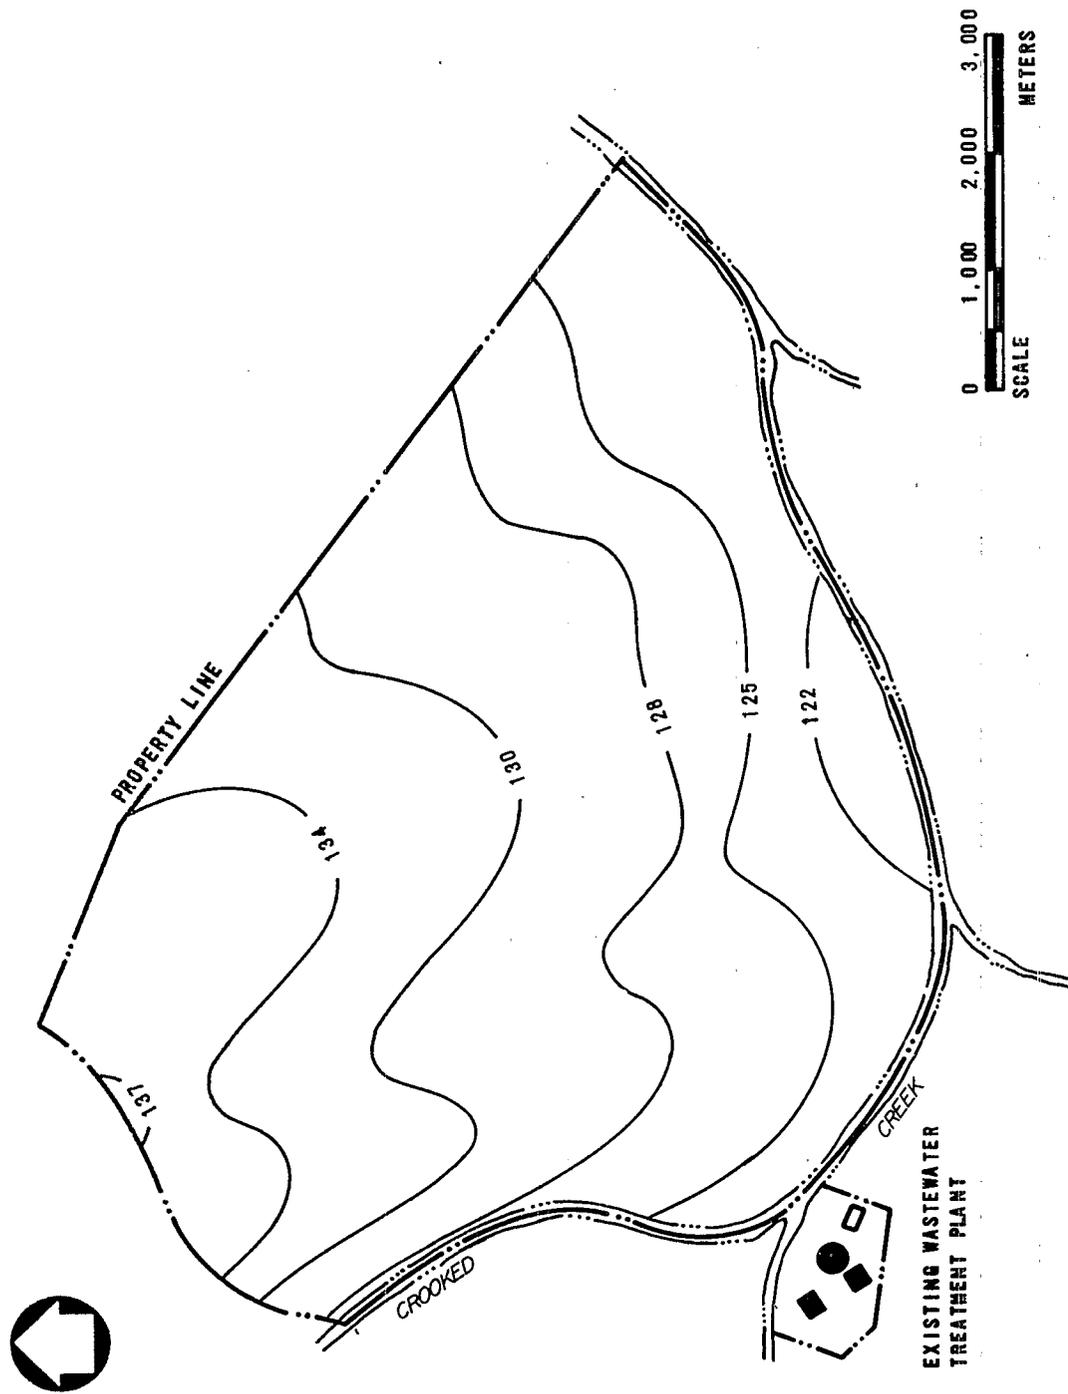 PROPERTY LINE
137
134
130
128
125
122
CROOKED
CREEK
EXISTING WASTEWATER
TREATMENT PLANT
0 1,000 2,000 3,000
SCALE METERS